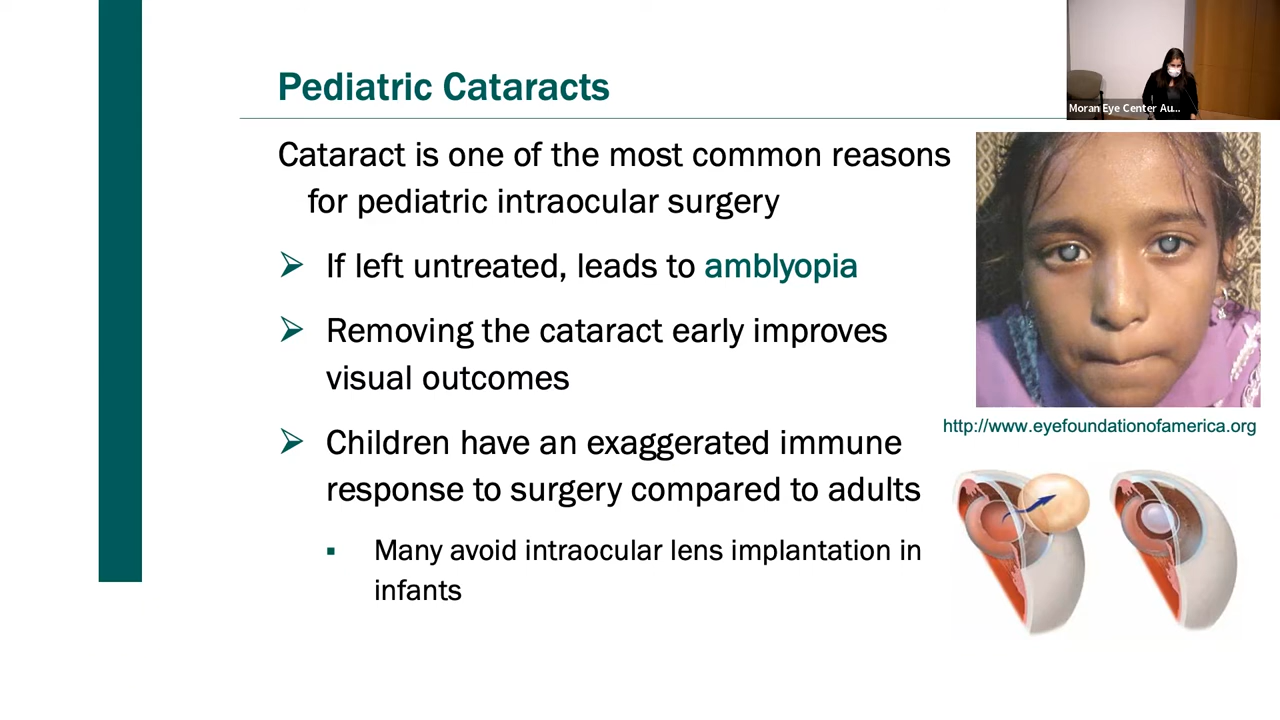 Pediatric Cataracts
Moran Eye Center Au...
Cataract is one of the most common reasons
for pediatric intraocular surgery
➢ If left untreated, leads to amblyopia
➢ Removing the cataract early improves
visual outcomes
➢ Children have an exaggerated immune
response to surgery compared to adults
▪ Many avoid intraocular lens implantation in
infants
http://www.eyefoundationofamerica.org